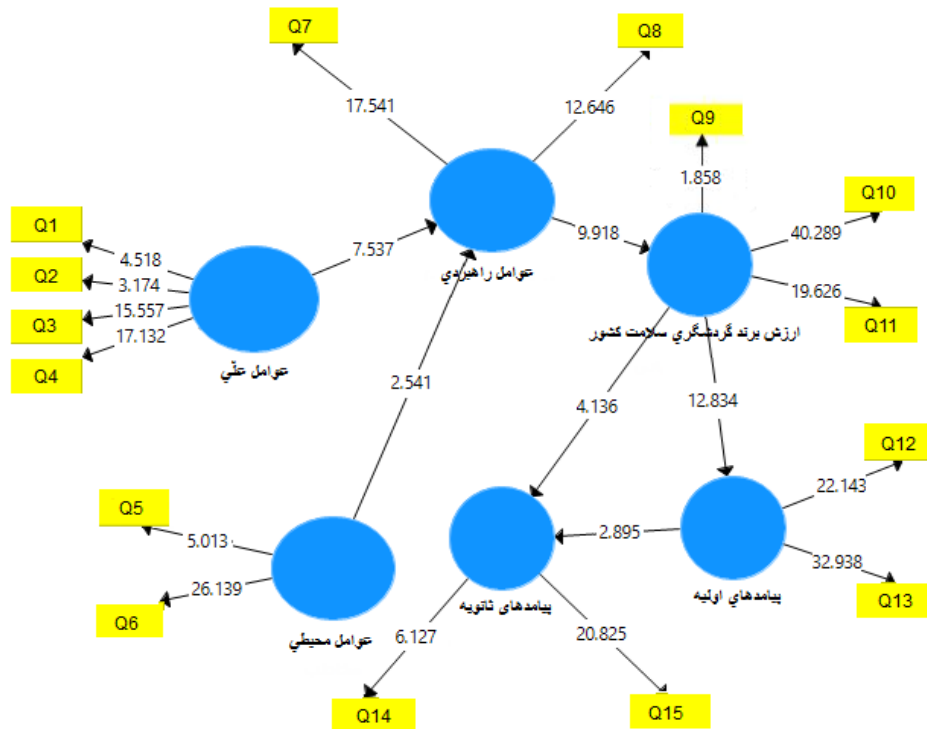 Q7
Q8
17.541
12.646
Q9
1.858
Q10
40.289
Q1
4.518
Q2
3.174
Q3
15.557
Q4
17.132
7.537
9.918
عوامل راهبردي
19.626
Q11
ارزش برند گردشگري سلامت كشور
عوامل علّي
2.541
4.136
12.834
Q12
22.143
Q5
5.013
2.895
32.938
Q13
26.139
Q6
پيامدهاي اوليه
پیامدهای ثانویه
عوامل محيطي
6.127
20.825
Q14
Q15